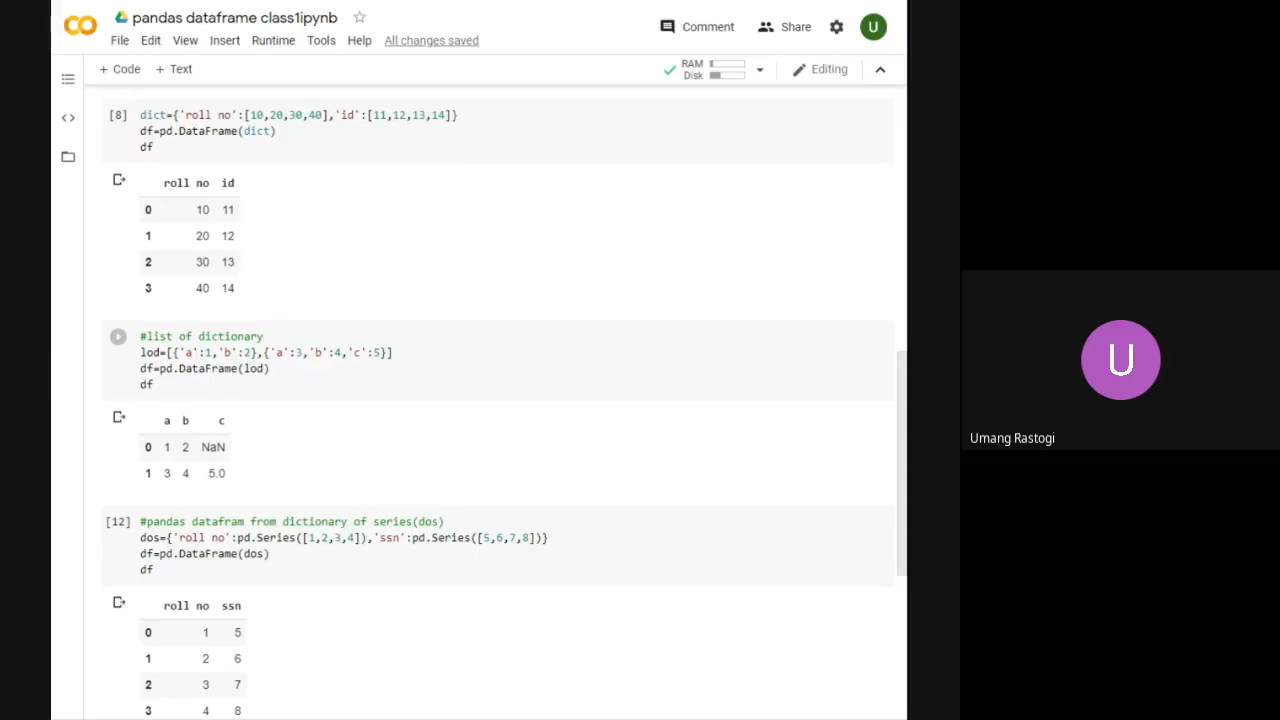 pandas dataframe class1ipynb
Comment
Share
U
File Edit View Insert Runtime Tools Help All changes saved
+ Code + Text
RAM
Disk
Editing
[8] dict={'roll no':[10,20,30,40],'id':[11,12,13,14]}
df=pd.DataFrame(dict)
df
roll no id
0 10 11
1 20 12
2 30 13
3 40 14
#list of dictionary
lod=[{'a':1,'b':2},{'a':3,'b':4,'c':5}]
df=pd.DataFrame(lod)
df
a b c
0 1 2 NaN
1 3 4 5.0
[12] #pandas datafram from dictionary of series(dos)
dos={'roll no':pd.Series([1,2,3,4]),'ssn':pd.Series([5,6,7,8])}
df=pd.DataFrame(dos)
df
roll no ssn
0 1 5
1 2 6
2 3 7
3 4 8
U
Umang Rastogi